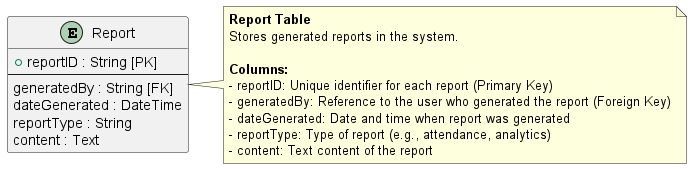 E Report
reportID : String [PK]
generatedBy : String [FK]
dateGenerated : DateTime
reportType : String
content : Text
Report Table
Stores generated reports in the system.
Columns:
- reportID: Unique identifier for each report (Primary Key)
- generatedBy: Reference to the user who generated the report (Foreign Key)
- dateGenerated: Date and time when report was generated
- reportType: Type of report (e.g., attendance, analytics)
- content: Text content of the report